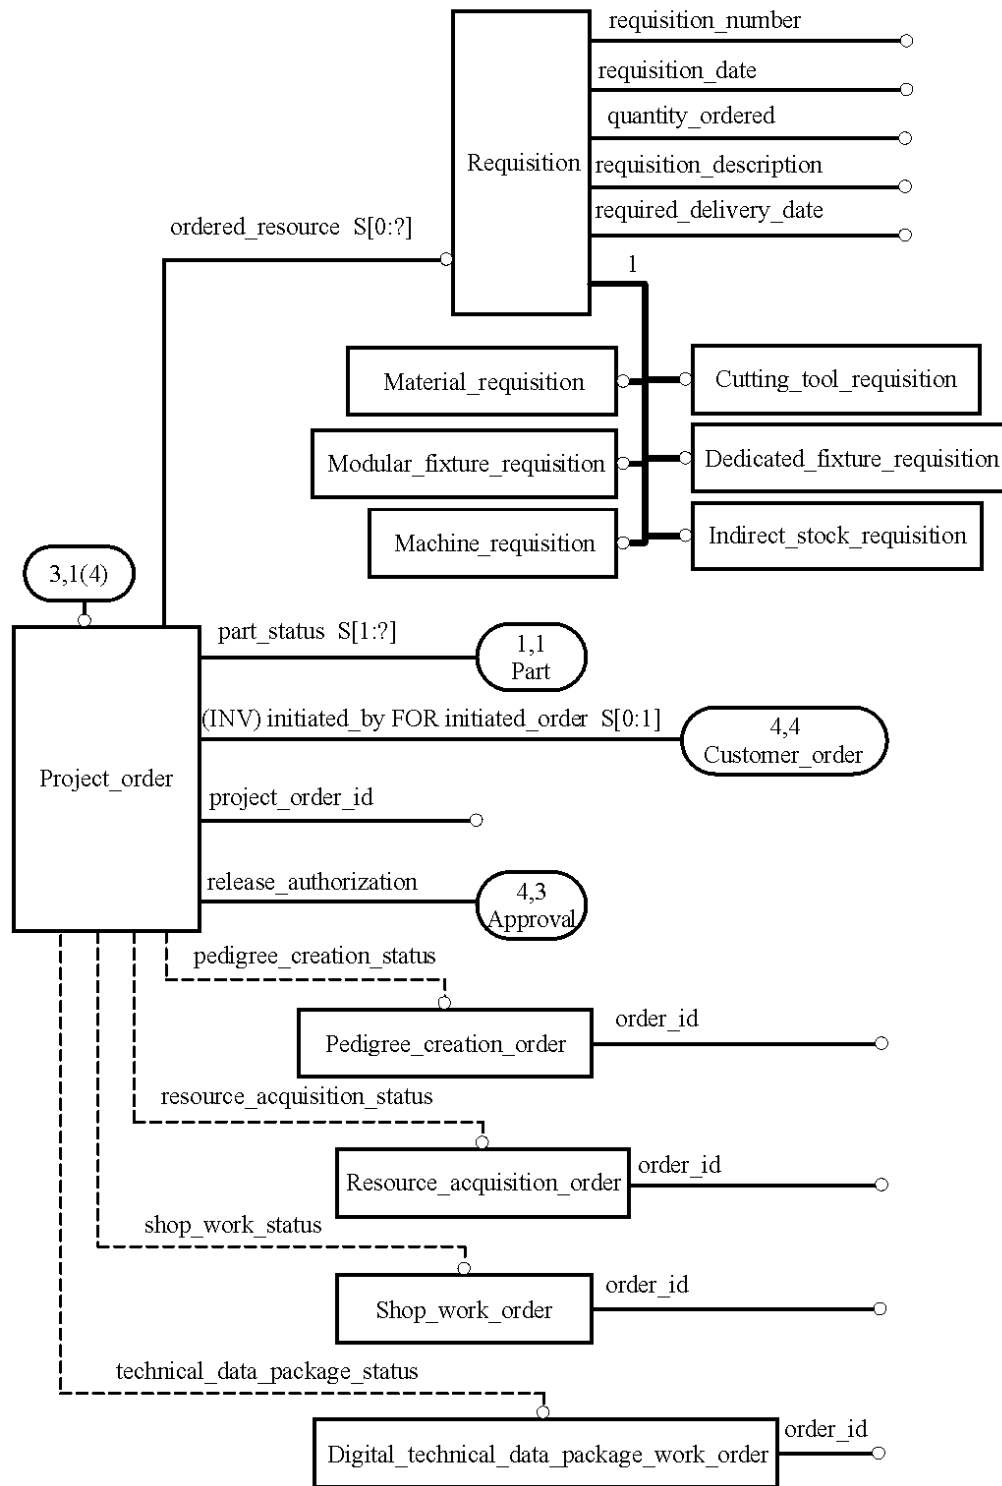 requisition_number
requisition_date
quantity_ordered
Requisition
requisition_description
required_delivery_date
ordered_resource S[0:?]
1
Material_requisition
Cutting_tool_requisition
Modular_fixture_requisition
Dedicated_fixture_requisition
Machine_requisition
Indirect_stock_requisition
3,1(4)
part_status S[1:?]
1,1
Part
(INV) initiated_by FOR initiated_order S[0:1]
4,4
Customer_order
Project_order
project_order_id
release_authorization
4,3
Approval
pedigree_creation_status
Pedigree_creation_order
order_id
resource_acquisition_status
Resource_acquisition_order
order_id
shop_work_status
Shop_work_order
order_id
technical_data_package_status
Digital_technical_data_package_work_order
order_id